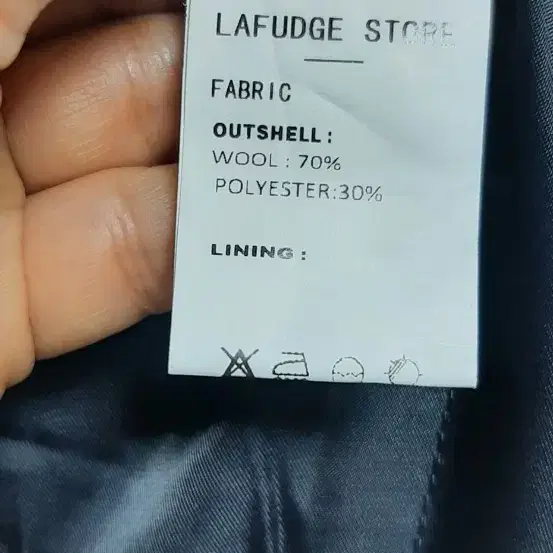 LAFUDGE STORE
FABRIC
OUTSHELL:
WOOL: 70%
POLYESTER:30%
LINING: